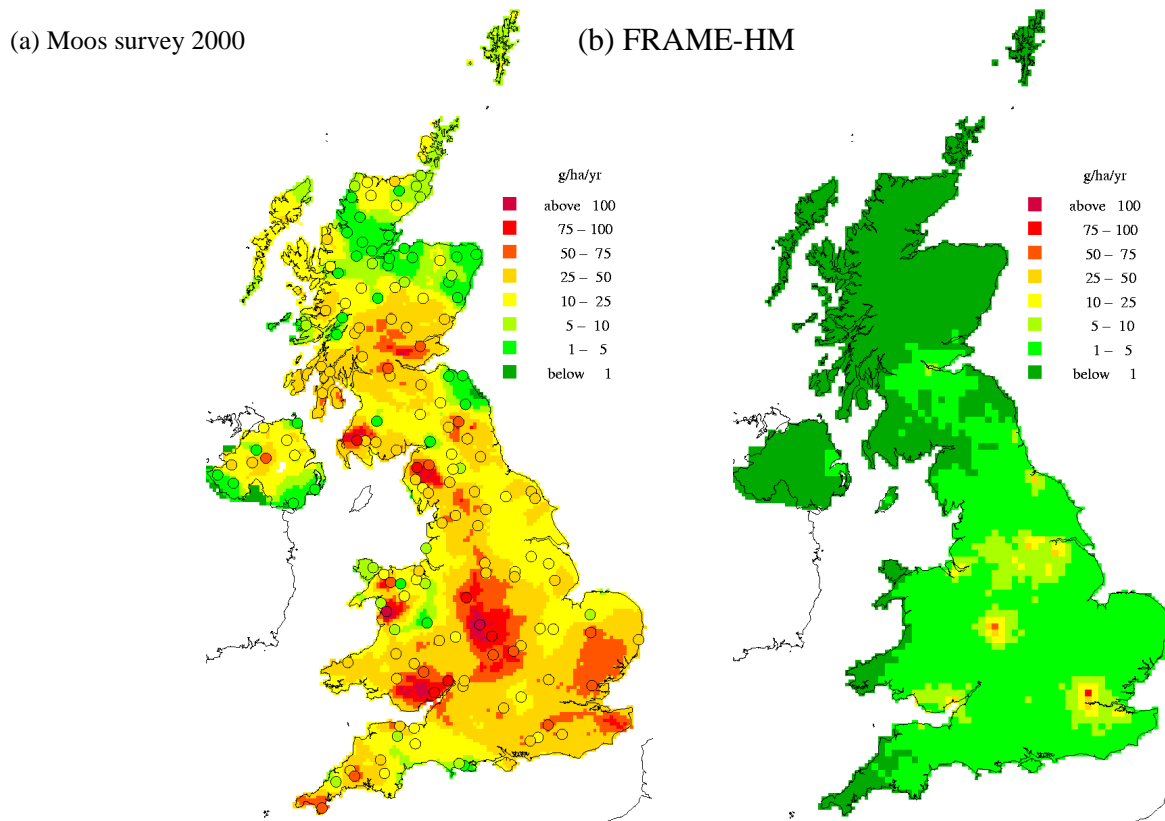 (a) Moos survey 2000
(b) FRAME-HM
g/ha/yr
above 100
75 – 100
50 – 75
25 – 50
10 – 25
5 – 10
1 – 5
below 1
g/ha/yr
above 100
75 – 100
50 – 75
25 – 50
10 – 25
5 – 10
1 – 5
below 1